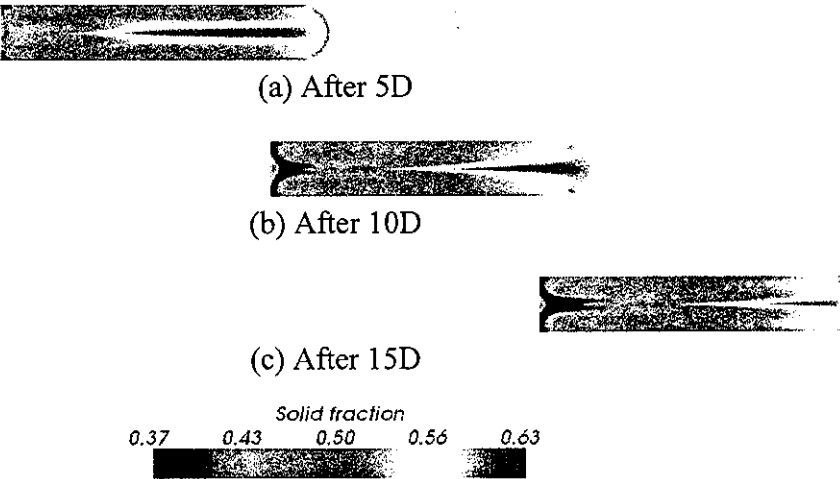 (a) After 5D
(b) After 10D
(c) After 15D
Solid fraction
0.37 0.43 0.50 0.56 0.63